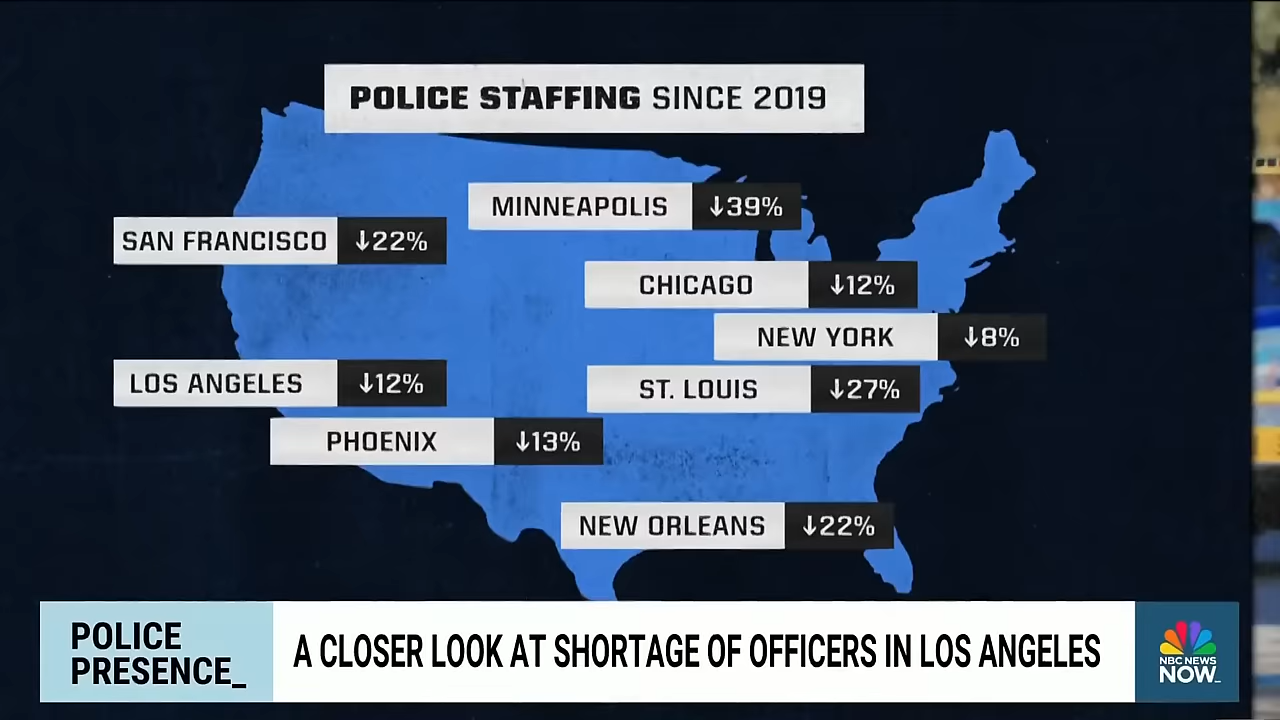 POLICE STAFFING SINCE 2019
MINNEAPOLIS ↓39%
SAN FRANCISCO ↓22%
CHICAGO ↓12%
NEW YORK ↓8%
LOS ANGELES ↓12%
ST. LOUIS ↓27%
PHOENIX ↓13%
NEW ORLEANS ↓22%
POLICE
PRESENCE_
A CLOSER LOOK AT SHORTAGE OF OFFICERS IN LOS ANGELES
NBC NEWS
NOW_